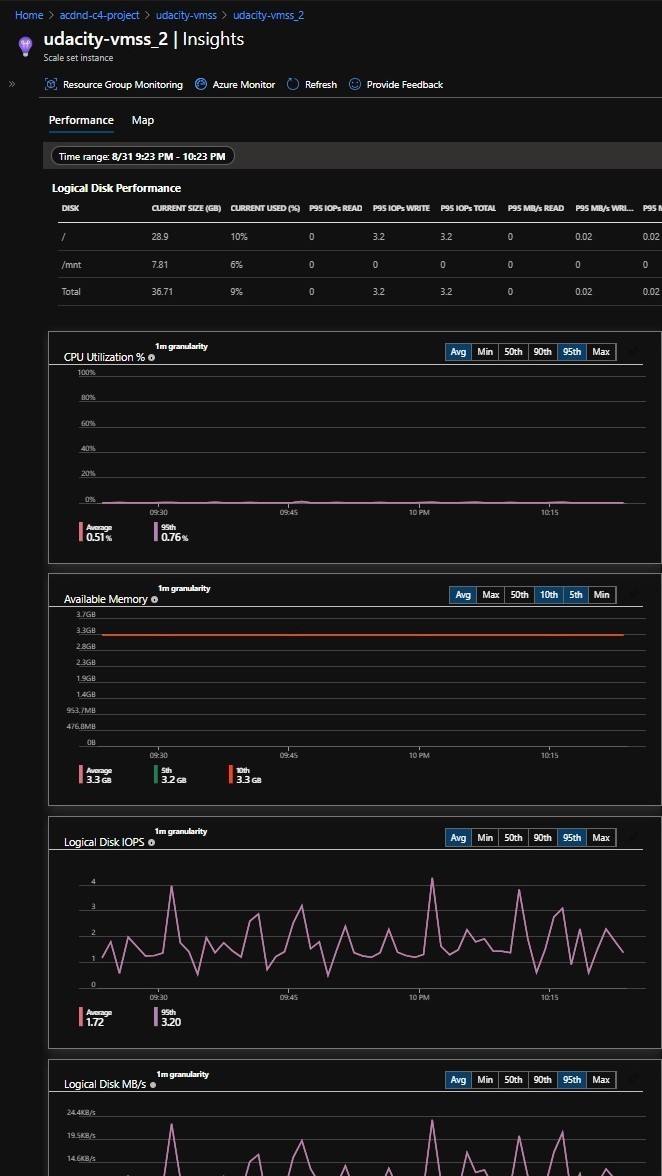 Home > acdnd-c4-project > udacity-vmss > udacity-vmss_2
udacity-vmss_2 | Insights
Scale set instance
» Resource Group Monitoring Azure Monitor Refresh Provide Feedback
Performance Map
Time range: 8/31 9:23 PM - 10:23 PM
Logical Disk Performance
DISK CURRENT SIZE (GB) CURRENT USED (%) P95 IOPs READ P95 IOPs WRITE P95 IOPs TOTAL P95 MB/s READ P95 MB/s WRI... P95 M
/ 28.9 10% 0 3.2 3.2 0 0.02 0.02
/mnt 7.81 6% 0 0 0 0 0 0
Total 36.71 9% 0 3.2 3.2 0 0.02 0.02
CPU Utilization % 1m granularity Avg Min 50th 90th 95th Max
100%
80%
60%
40%
20%
0%
09:30 09:45 10 PM 10:15
Average 95th
0.51% 0.76%
Available Memory 1m granularity Avg Max 50th 10th 5th Min
3.7GB
3.3GB
2.8GB
2.3GB
1.9GB
1.4GB
953.7MB
476.8MB
0B
09:30 09:45 10 PM 10:15
Average 5th 10th
3.3 GB 3.2 GB 3.3 GB
Logical Disk IOPS 1m granularity Avg Min 50th 90th 95th Max
4
3
2
1
0
09:30 09:45 10 PM 10:15
Average 95th
1.72 3.20
Logical Disk MB/s 1m granularity Avg Min 50th 90th 95th Max
24.4KB/s
19.5KB/s
14.6KB/s